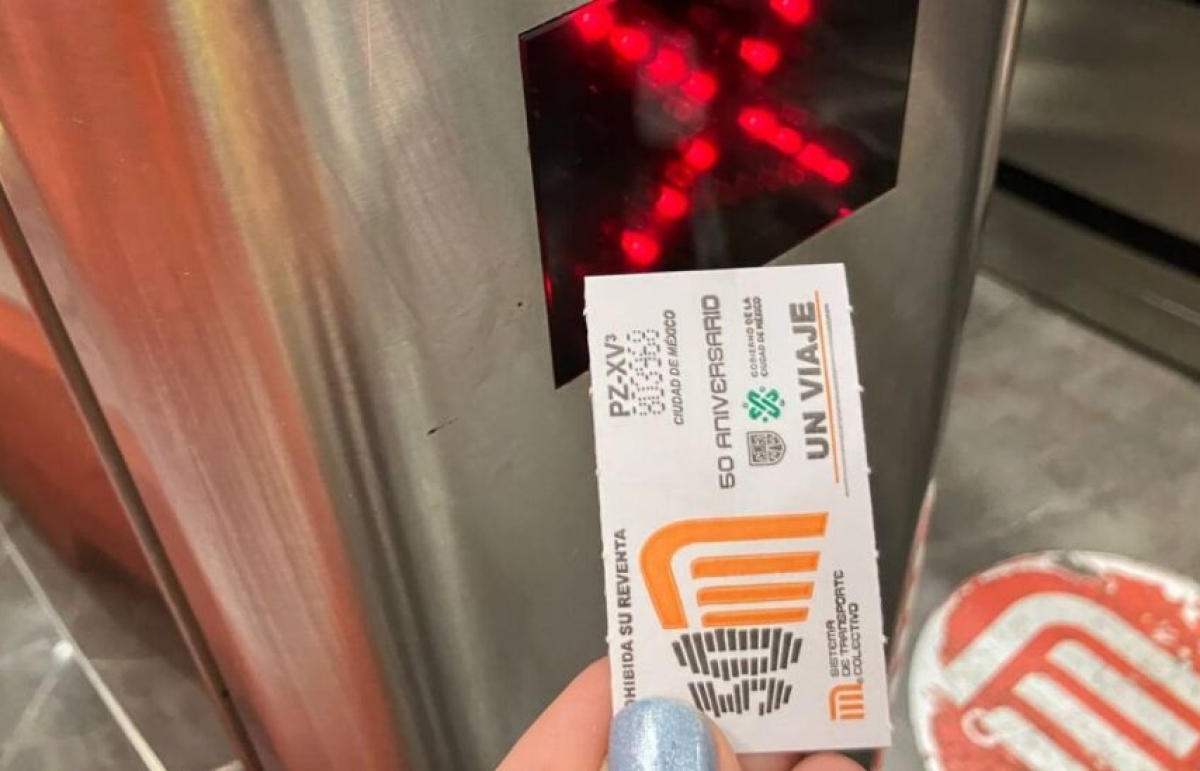 PZ-XV³
CIUDAD DE MÉXICO
50 ANIVERSARIO
GOBIERNO DE LA
CIUDAD DE MÉXICO
UN VIAJE
HIBIDA SU REVENTA
SISTEMA
DE TRANSPORTE
COLECTIVO